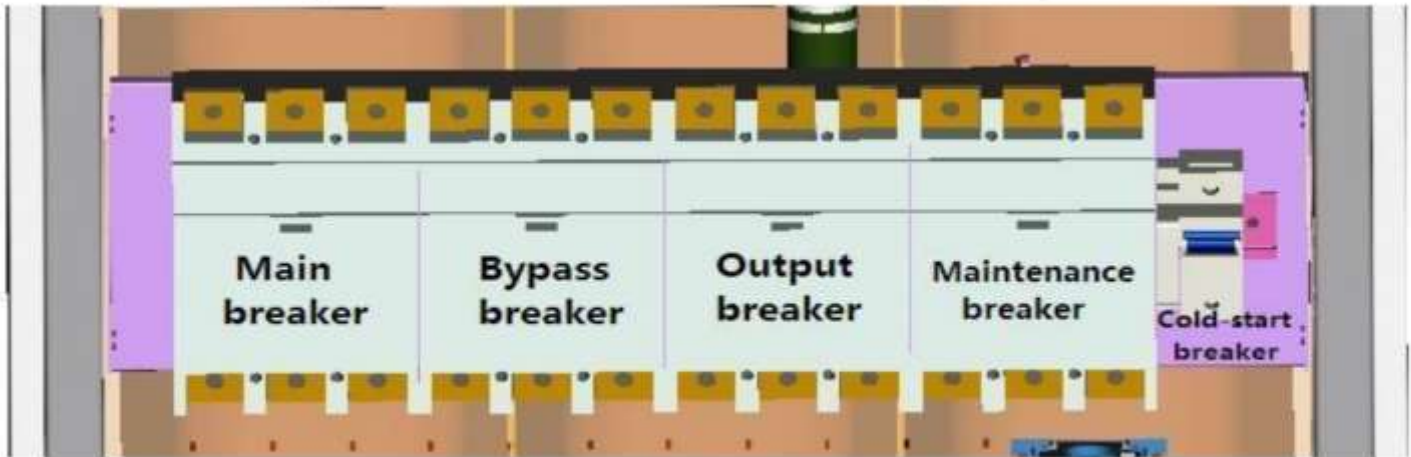 Main
breaker
Bypass
breaker
Output
breaker
Maintenance
breaker
Cold-start
breaker